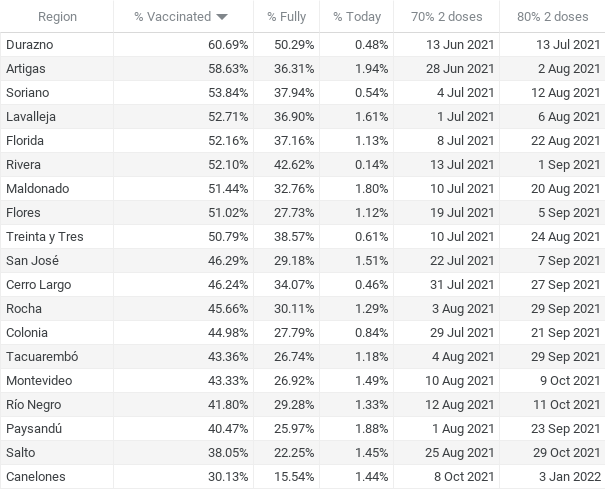 Region % Vaccinated % Fully % Today 70% 2 doses 80% 2 doses
Durazno 60.69% 50.29% 0.48% 13 Jun 2021 13 Jul 2021
Artigas 58.63% 36.31% 1.94% 28 Jun 2021 2 Aug 2021
Soriano 53.84% 37.94% 0.54% 4 Jul 2021 12 Aug 2021
Lavalleja 52.71% 36.90% 1.61% 1 Jul 2021 6 Aug 2021
Florida 52.16% 37.16% 1.13% 8 Jul 2021 22 Aug 2021
Rivera 52.10% 42.62% 0.14% 13 Jul 2021 1 Sep 2021
Maldonado 51.44% 32.76% 1.80% 10 Jul 2021 20 Aug 2021
Flores 51.02% 27.73% 1.12% 19 Jul 2021 5 Sep 2021
Treinta y Tres 50.79% 38.57% 0.61% 10 Jul 2021 24 Aug 2021
San José 46.29% 29.18% 1.51% 22 Jul 2021 7 Sep 2021
Cerro Largo 46.24% 34.07% 0.46% 31 Jul 2021 27 Sep 2021
Rocha 45.66% 30.11% 1.29% 3 Aug 2021 29 Sep 2021
Colonia 44.98% 27.79% 0.84% 29 Jul 2021 21 Sep 2021
Tacuarembó 43.36% 26.74% 1.18% 4 Aug 2021 29 Sep 2021
Montevideo 43.33% 26.92% 1.49% 10 Aug 2021 9 Oct 2021
Río Negro 41.80% 29.28% 1.33% 12 Aug 2021 11 Oct 2021
Paysandú 40.47% 25.97% 1.88% 1 Aug 2021 23 Sep 2021
Salto 38.05% 22.25% 1.45% 25 Aug 2021 29 Oct 2021
Canelones 30.13% 15.54% 1.44% 8 Oct 2021 3 Jan 2022